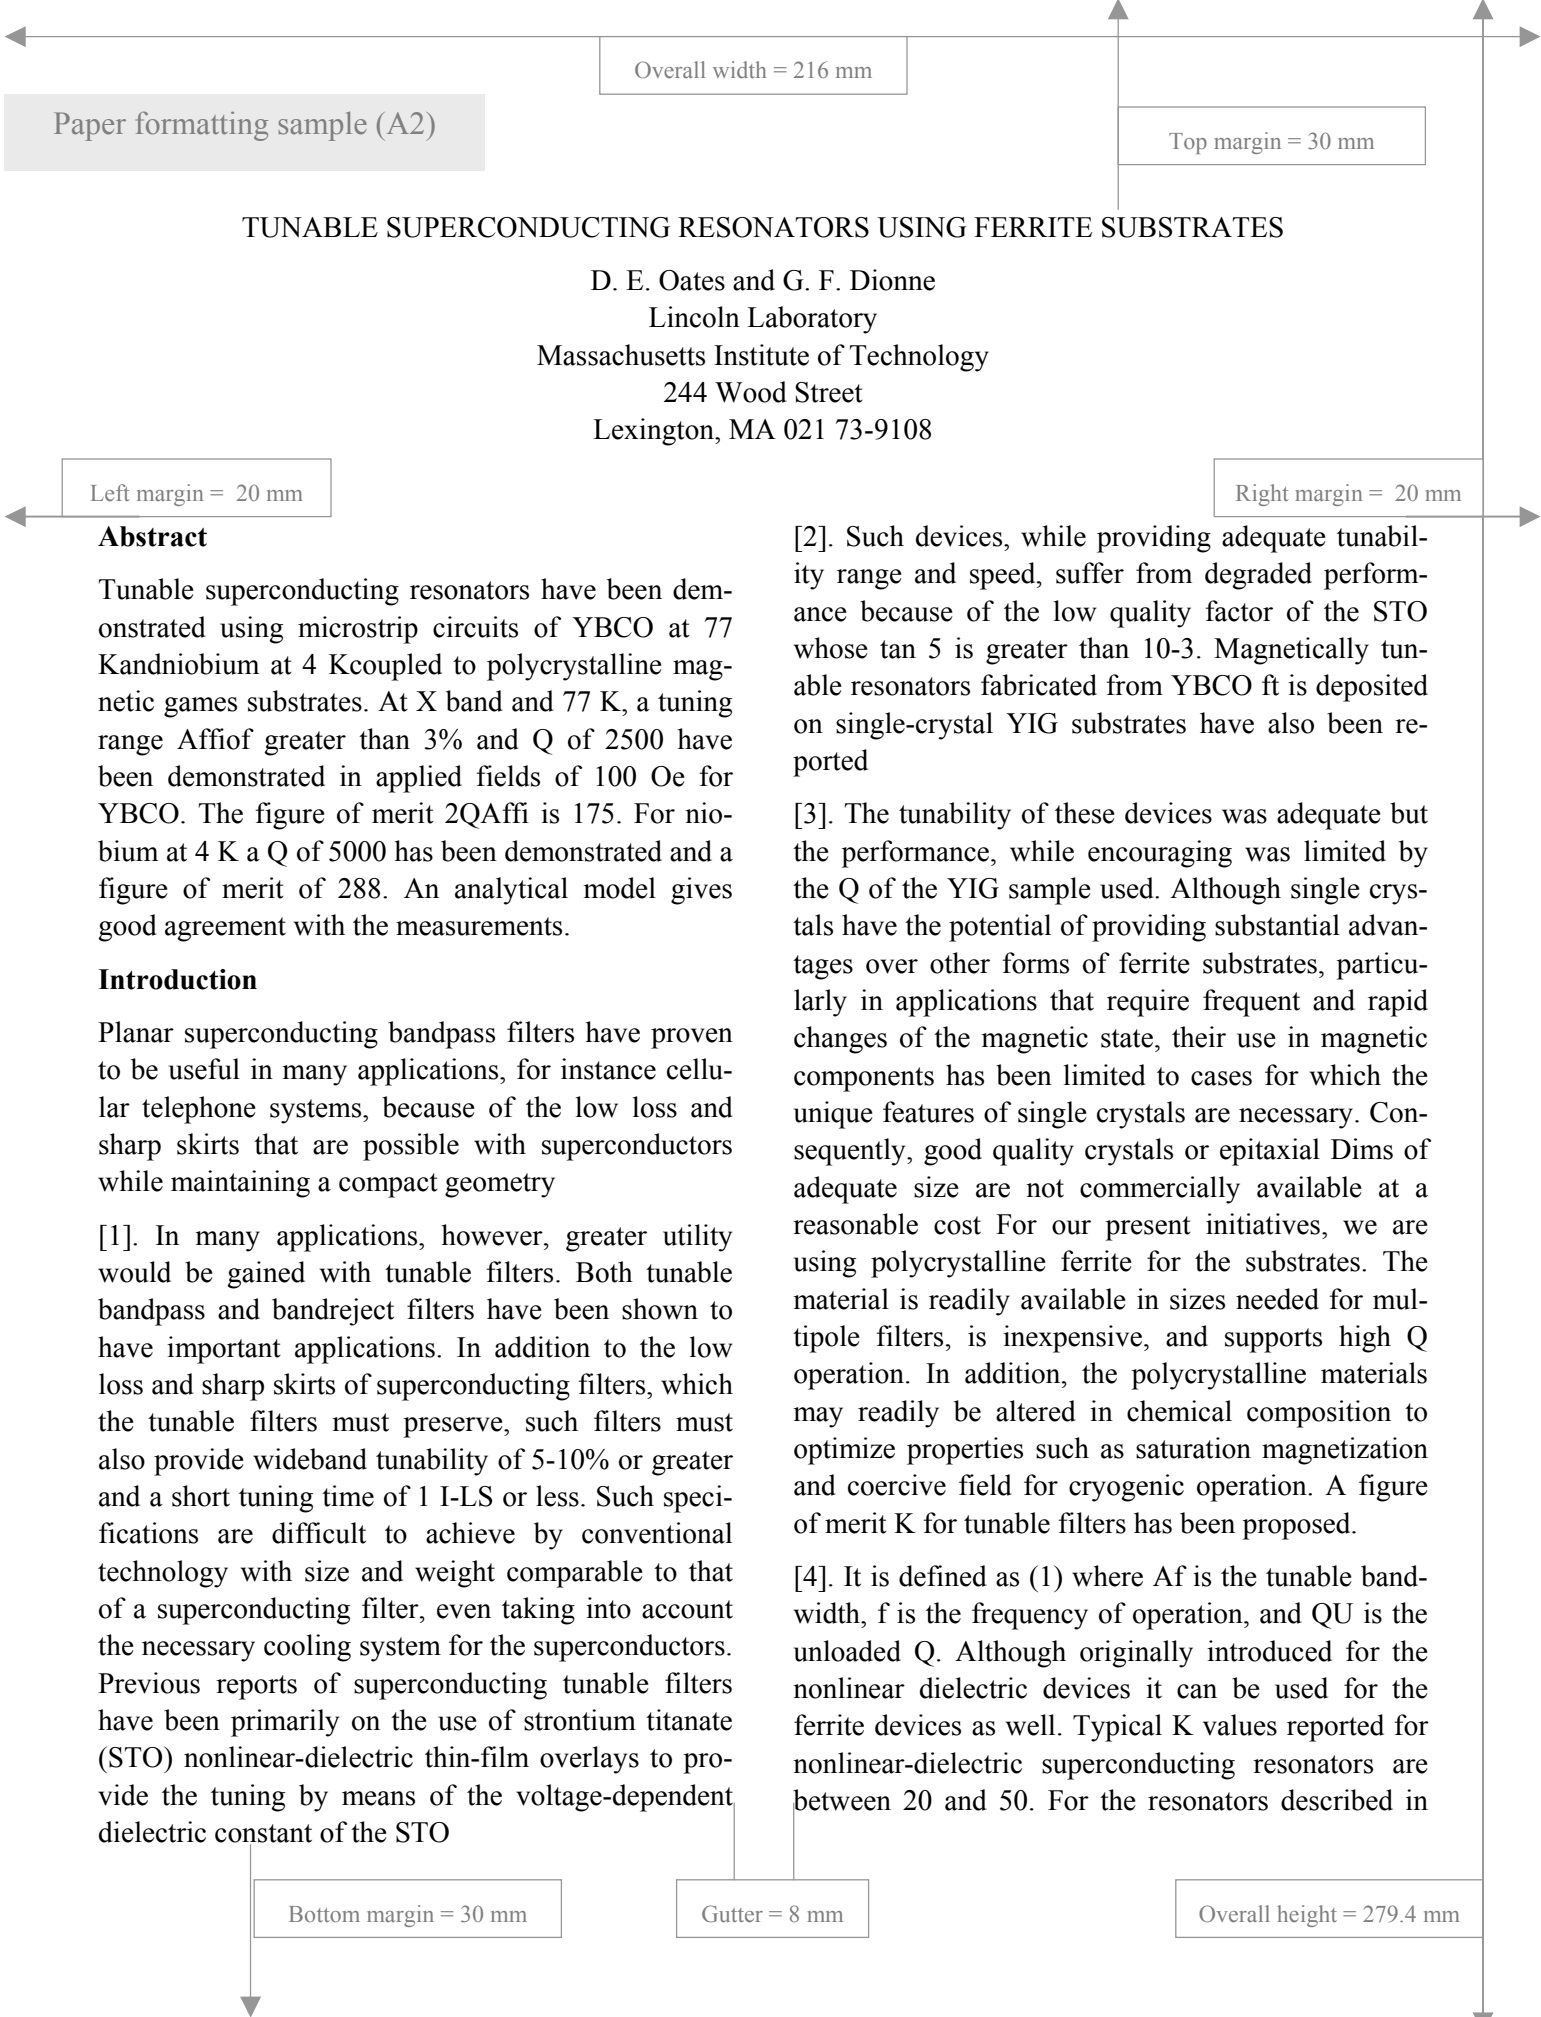 Overall width = 216 mm
Paper formatting sample (A2)
Top margin = 30 mm
TUNABLE SUPERCONDUCTING RESONATORS USING FERRITE SUBSTRATES
D. E. Oates and G. F. Dionne
Lincoln Laboratory
Massachusetts Institute of Technology
244 Wood Street
Lexington, MA 021 73-9108
Left margin =  20 mm
Right margin =  20 mm
Abstract
Tunable superconducting resonators have been dem-
onstrated using microstrip circuits of YBCO at 77
Kandniobium at 4 Kcoupled to polycrystalline mag-
netic games substrates. At X band and 77 K, a tuning
range Affiof greater than 3% and Q of 2500 have
been demonstrated in applied fields of 100 Oe for
YBCO. The figure of merit 2QAffi is 175. For nio-
bium at 4 K a Q of 5000 has been demonstrated and a
figure of merit of 288. An analytical model gives
good agreement with the measurements.
Introduction
Planar superconducting bandpass filters have proven
to be useful in many applications, for instance cellu-
lar telephone systems, because of the low loss and
sharp skirts that are possible with superconductors
while maintaining a compact geometry
[1]. In many applications, however, greater utility
would be gained with tunable filters. Both tunable
bandpass and bandreject filters have been shown to
have important applications. In addition to the low
loss and sharp skirts of superconducting filters, which
the tunable filters must preserve, such filters must
also provide wideband tunability of 5-10% or greater
and a short tuning time of 1 I-LS or less. Such speci-
fications are difficult to achieve by conventional
technology with size and weight comparable to that
of a superconducting filter, even taking into account
the necessary cooling system for the superconductors.
Previous reports of superconducting tunable filters
have been primarily on the use of strontium titanate
(STO) nonlinear-dielectric thin-film overlays to pro-
vide the tuning by means of the voltage-dependent
dielectric constant of the STO
[2]. Such devices, while providing adequate tunabil-
ity range and speed, suffer from degraded perform-
ance because of the low quality factor of the STO
whose tan 5 is greater than 10-3. Magnetically tun-
able resonators fabricated from YBCO ft is deposited
on single-crystal YIG substrates have also been re-
ported
[3]. The tunability of these devices was adequate but
the performance, while encouraging was limited by
the Q of the YIG sample used. Although single crys-
tals have the potential of providing substantial advan-
tages over other forms of ferrite substrates, particu-
larly in applications that require frequent and rapid
changes of the magnetic state, their use in magnetic
components has been limited to cases for which the
unique features of single crystals are necessary. Con-
sequently, good quality crystals or epitaxial Dims of
adequate size are not commercially available at a
reasonable cost For our present initiatives, we are
using polycrystalline ferrite for the substrates. The
material is readily available in sizes needed for mul-
tipole filters, is inexpensive, and supports high Q
operation. In addition, the polycrystalline materials
may readily be altered in chemical composition to
optimize properties such as saturation magnetization
and coercive field for cryogenic operation. A figure
of merit K for tunable filters has been proposed.
[4]. It is defined as (1) where Af is the tunable band-
width, f is the frequency of operation, and QU is the
unloaded Q. Although originally introduced for the
nonlinear dielectric devices it can be used for the
ferrite devices as well. Typical K values reported for
nonlinear-dielectric superconducting resonators are
between 20 and 50. For the resonators described in
Bottom margin = 30 mm
Gutter = 8 mm
Overall height = 279.4 mm